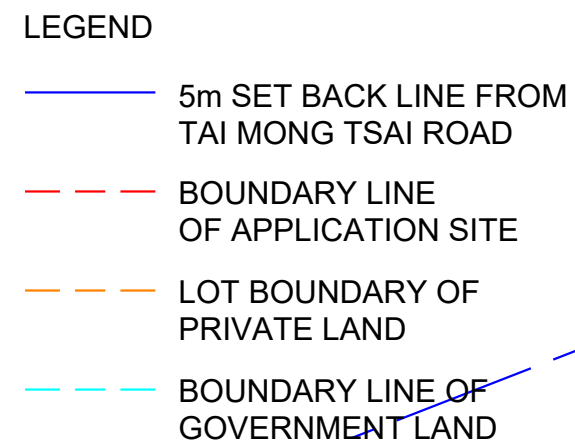 LEGEND
5m SET BACK LINE FROM
TAI MONG TSAI ROAD
BOUNDARY LINE
OF APPLICATION SITE
LOT BOUNDARY OF
PRIVATE LAND
BOUNDARY LINE OF
GOVERNMENT LAND